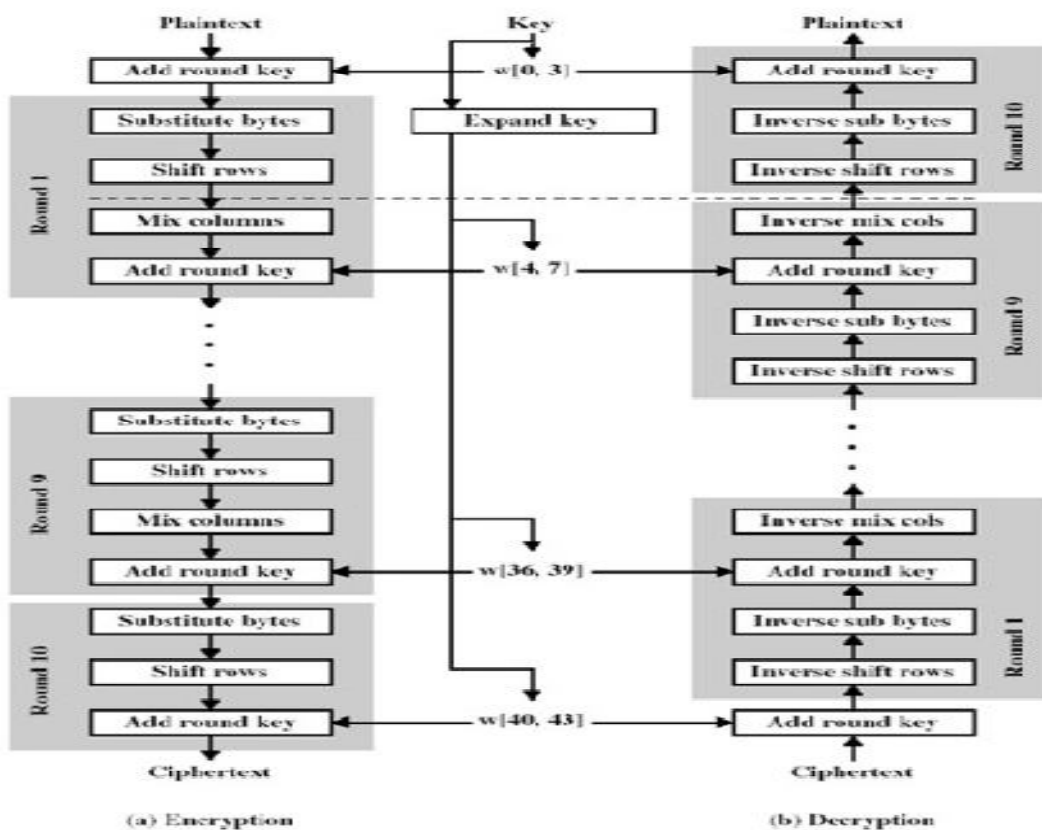 Plaintext
Add round key
Round 1
Substitute bytes
Shift rows
Mix columns
Add round key
Round 9
Substitute bytes
Shift rows
Mix columns
Add round key
Round 10
Substitute bytes
Shift rows
Add round key
Ciphertext
(a) Encryption
Key
w[0, 3]
Expand key
w[4, 7]
w[36, 39]
w[40, 43]
Plaintext
Add round key
Inverse sub bytes
Inverse shift rows
Round 10
Inverse mix cols
Add round key
Inverse sub bytes
Inverse shift rows
Round 9
Inverse mix cols
Add round key
Inverse sub bytes
Inverse shift rows
Round 1
Add round key
Ciphertext
(b) Decryption